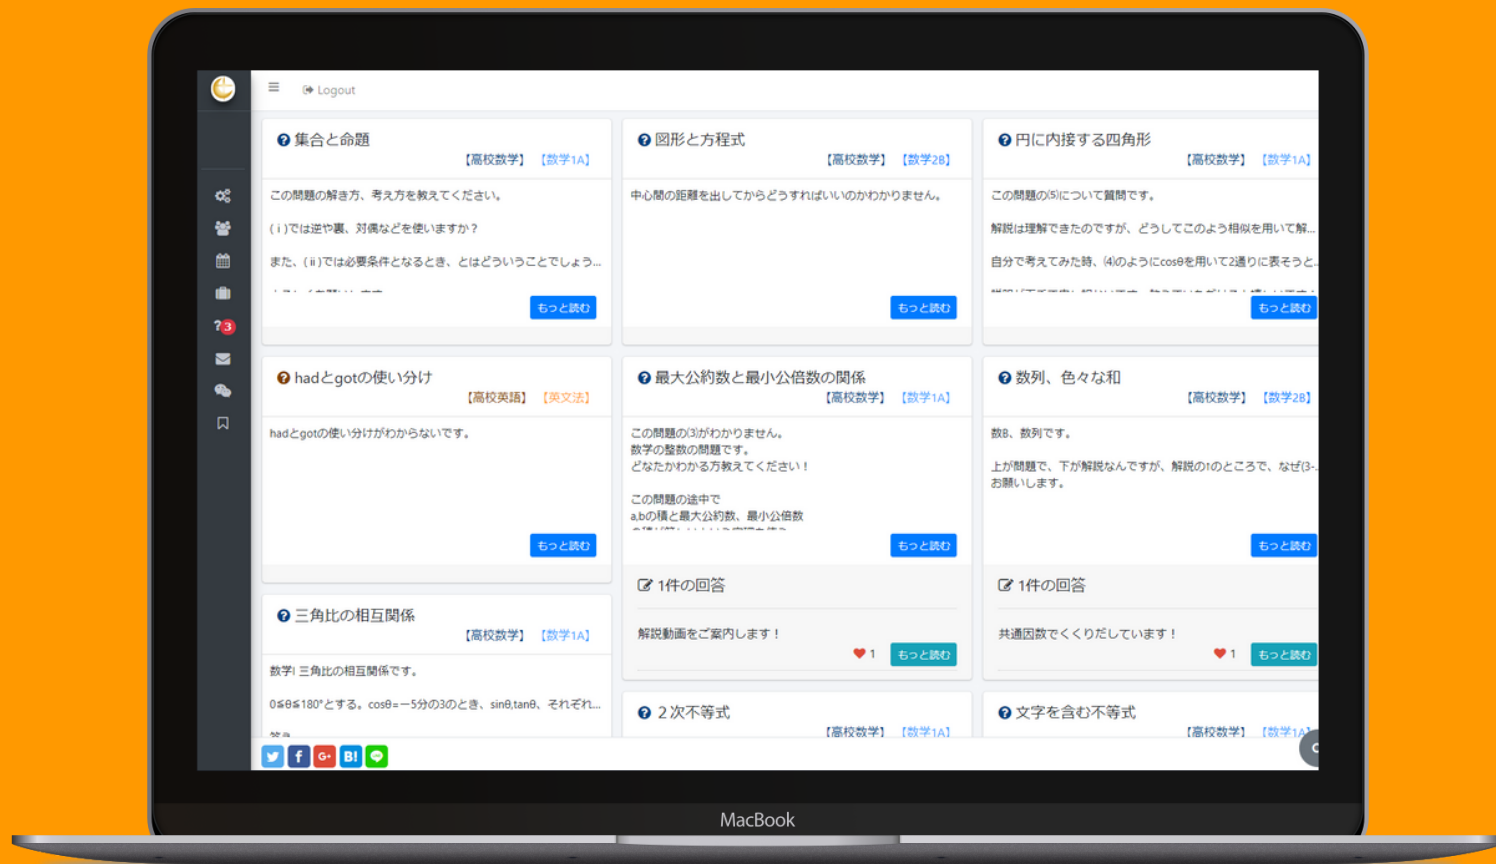 Logout
集合と命題
【高校数学】 【数学1A】
この問題の解き方、考え方を教えてください。
(ⅰ)では逆や裏、対偶などを使いますか？
また、(ⅱ)では必要条件となるとき、とはどういうことでしょう...
もっと読む
図形と方程式
【高校数学】 【数学2B】
中心間の距離を出してからどうすればいいのかわかりません。
もっと読む
円に内接する四角形
【高校数学】 【数学1A】
この問題の⑸について質問です。
解説は理解できたのですが、どうしてこのよう相似を用いて解...
自分で考えてみた時、⑷のようにcosθを用いて2通りに表そうと...
もっと読む
3
hadとgotの使い分け
【高校英語】 【英文法】
hadとgotの使い分けがわからないです。
もっと読む
最大公約数と最小公倍数の関係
【高校数学】 【数学1A】
この問題の⑶がわかりません。
数学の整数の問題です。
どなたかわかる方教えてください！
この問題の途中で
a,bの積と最大公約数、最小公倍数
もっと読む
1件の回答
解説動画をご案内します！
1 もっと読む
数列、色々な和
【高校数学】 【数学2B】
数B、数列です。
上が問題で、下が解説なんですが、解説の↑のところで、なぜ(3-...
お願いします。
もっと読む
1件の回答
共通因数でくくりだしています！
1 もっと読む
三角比の相互関係
【高校数学】 【数学1A】
数学I 三角比の相互関係です。
0≦θ≦180°とする。cosθ=－5分の3のとき、sinθ,tanθ、それぞれ...
２次不等式
【高校数学】 【数学1A】
文字を含む不等式
【高校数学】 【数学1A】
G+
B!
MacBook